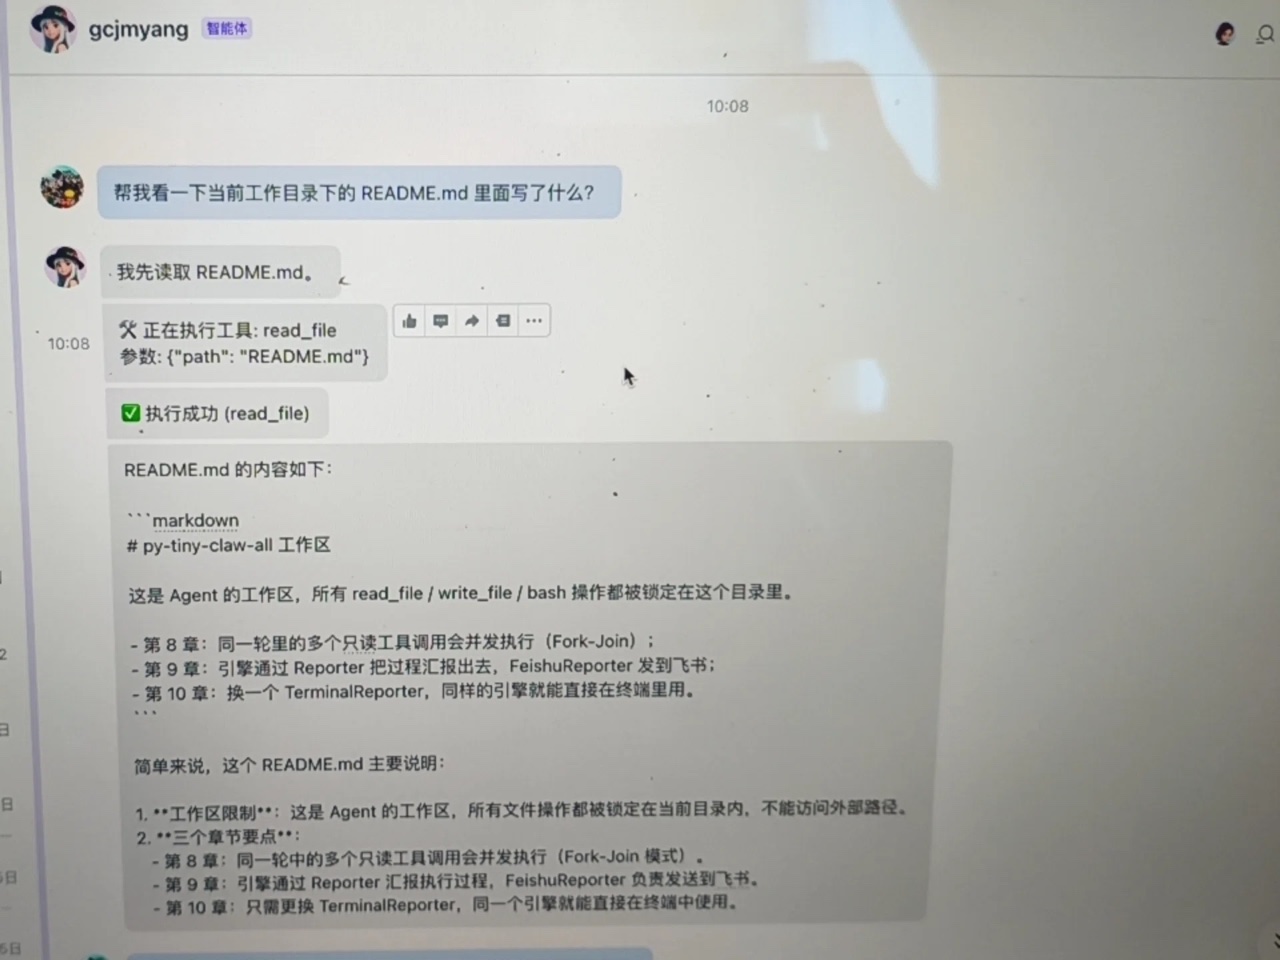 gcjmyang 智能体
10:08
帮我看一下当前工作目录下的 README.md 里面写了什么？
我先读取 README.md。
🛠 正在执行工具: read_file
10:08
参数: {"path": "README.md"}
✅ 执行成功 (read_file)
README.md 的内容如下：
```markdown
# py-tiny-claw-all 工作区
这是 Agent 的工作区，所有 read_file / write_file / bash 操作都被锁定在这个目录里。
- 第 8 章：同一轮里的多个只读工具调用会并发执行（Fork-Join）；
- 第 9 章：引擎通过 Reporter 把过程汇报出去，FeishuReporter 发到飞书；
- 第 10 章：换一个 TerminalReporter，同样的引擎就能直接在终端里用。
```
简单来说，这个 README.md 主要说明：
1. **工作区限制**：这是 Agent 的工作区，所有文件操作都被锁定在当前目录内，不能访问外部路径。
2. **三个章节要点**：
- 第 8 章：同一轮中的多个只读工具调用会并发执行（Fork-Join 模式）。
- 第 9 章：引擎通过 Reporter 汇报执行过程，FeishuReporter 负责发送到飞书。
- 第 10 章：只需更换 TerminalReporter，同一个引擎就能直接在终端中使用。